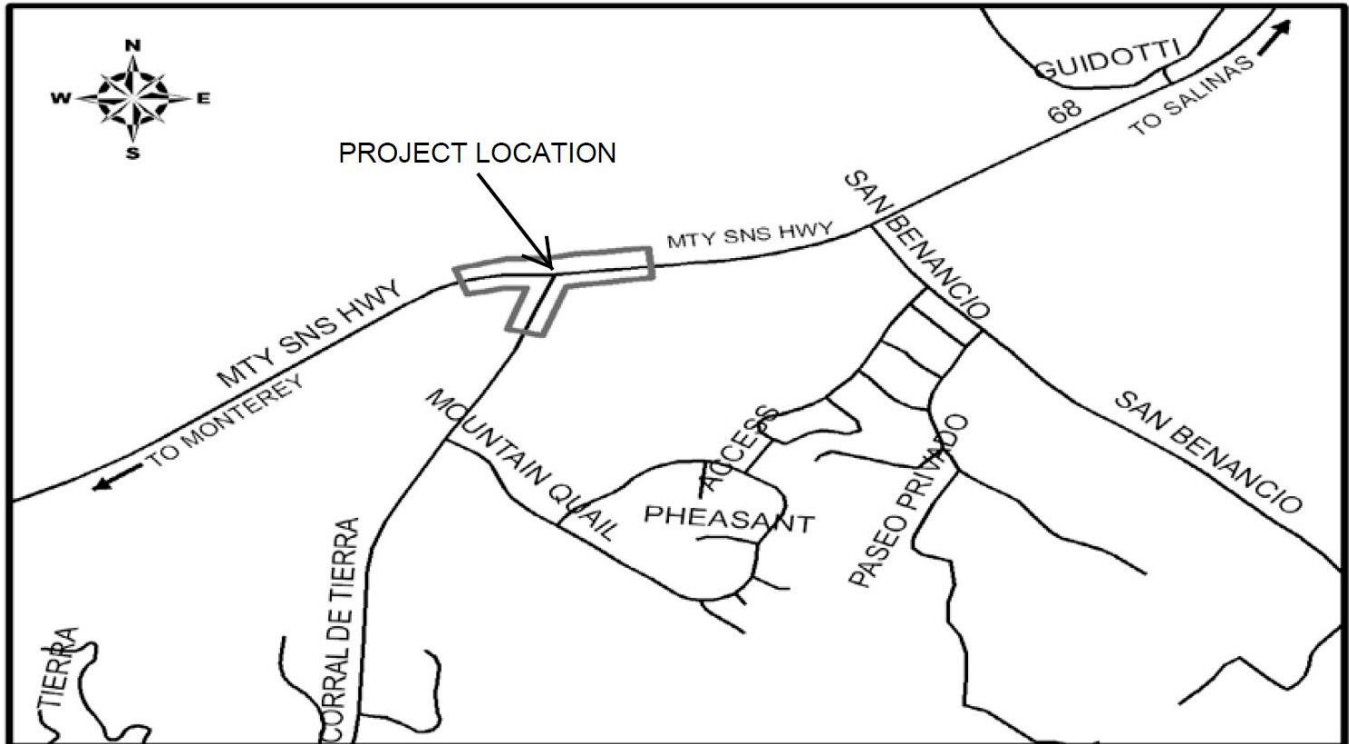 N
W
E
S
GUIDOTTI
68
TO SALINAS
PROJECT LOCATION
SAN BENANCIO
MTY SNS HWY
MTY SNS HWY
TO MONTEREY
MOUNTAIN QUAIL
ACCESS
PHEASANT
PASEO PRIVADO
SAN BENANCIO
CORRAL DE TIERRA
TIERRA